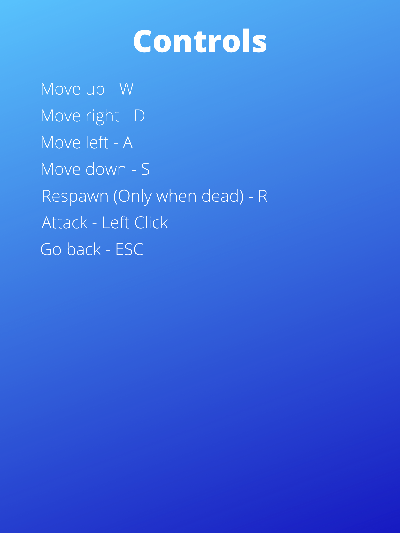 Controls
Move up - W
Move right - D
Move left - A
Move down - S
Respawn (Only when dead) - R
Attack - Left Click
Go back - ESC